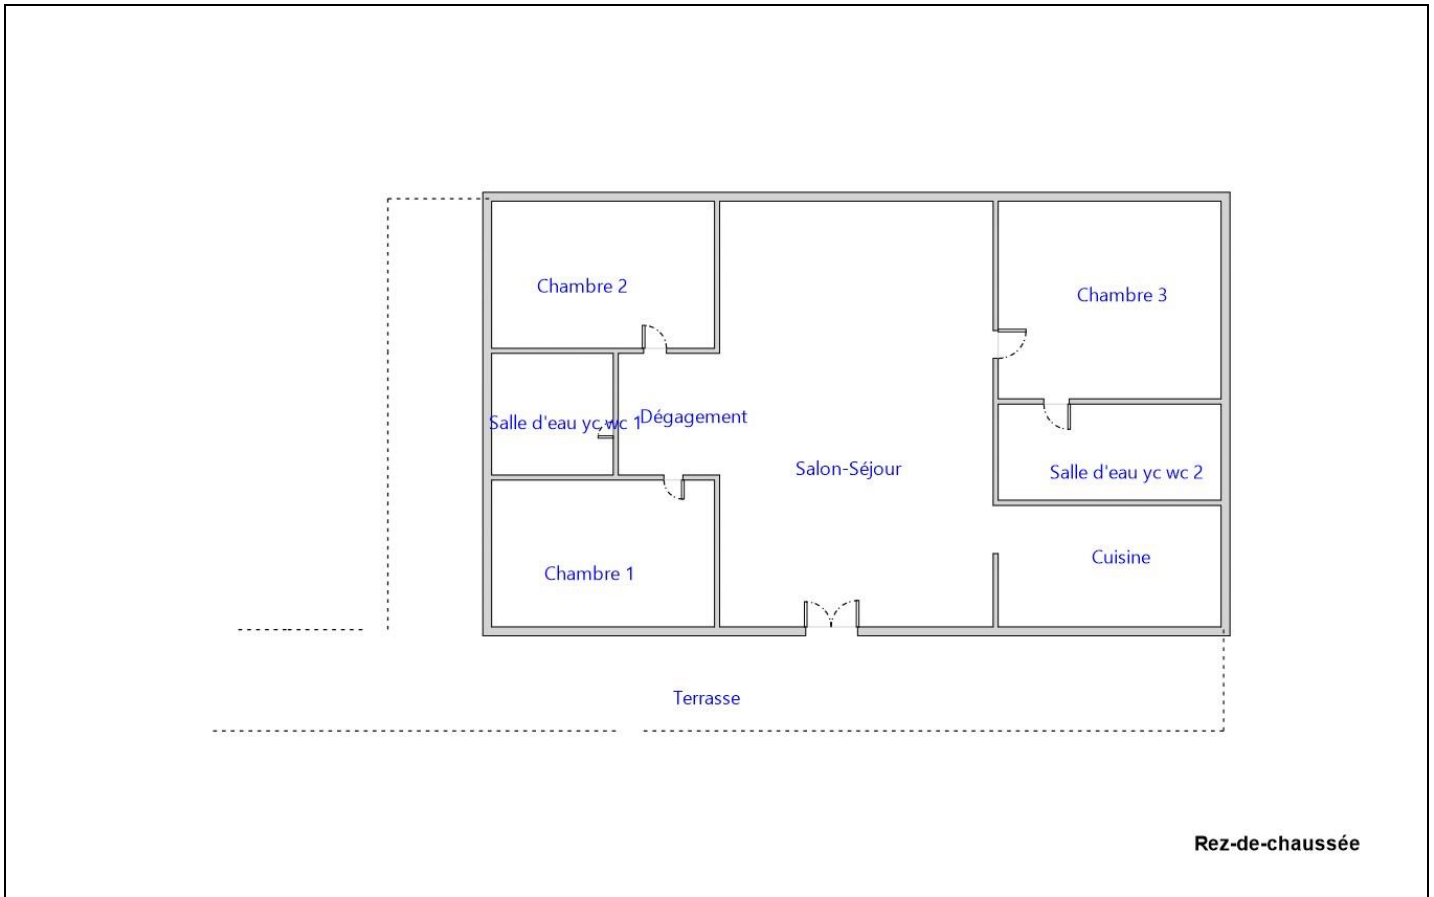 Chambre 2
Chambre 3
Salle d'eau yc wc 1
Dégagement
Salon-Séjour
Salle d'eau yc wc 2
Cuisine
Chambre 1
Terrasse
Rez-de-chaussée